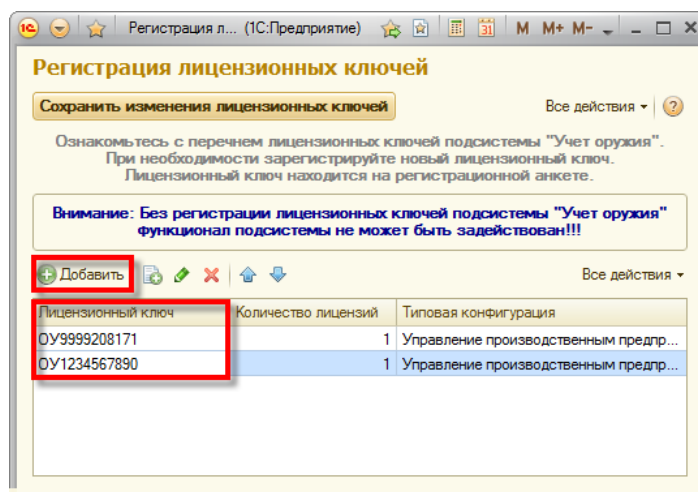 Регистрация л... (1С:Предприятие) M M+ M-
Регистрация лицензионных ключей
Сохранить изменения лицензионных ключей Все действия
Ознакомьтесь с перечнем лицензионных ключей подсистемы "Учет оружия".
При необходимости зарегистрируйте новый лицензионный ключ.
Лицензионный ключ находится на регистрационной анкете.
Внимание: Без регистрации лицензионных ключей подсистемы "Учет оружия"
функционал подсистемы не может быть задействован!!!
Добавить Все действия
Лицензионный ключ Количество лицензий Типовая конфигурация
ОУ9999208171 1 Управление производственным предпр...
ОУ1234567890 1 Управление производственным предпр...